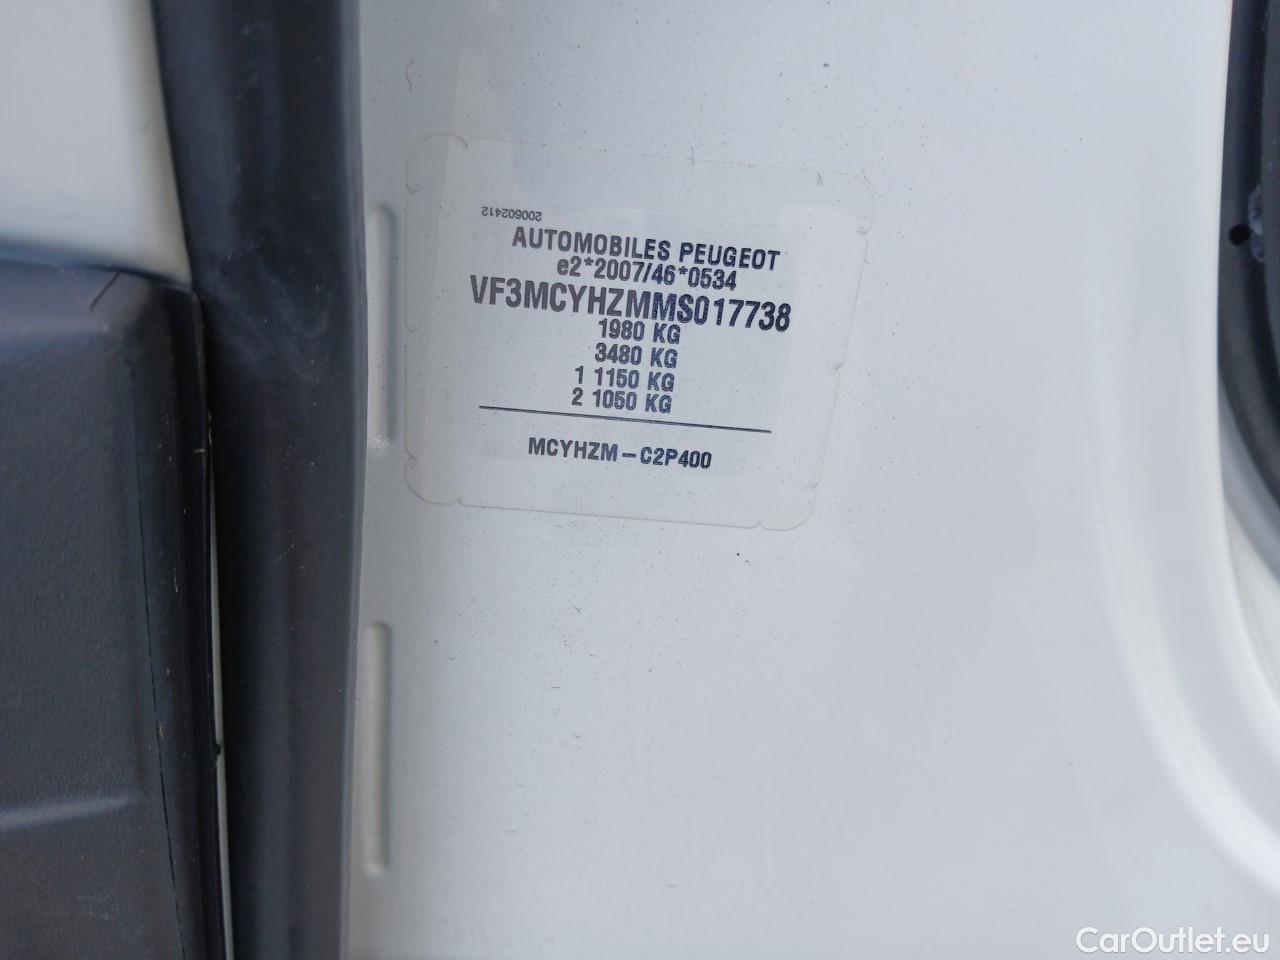 200602412
AUTOMOBILES PEUGEOT
e2*2007/46*0534
VF3MCYHZMMS017738
1980 KG
3480 KG
1 1150 KG
2 1050 KG
MCYHZM-C2P400
CarOutlet.eu